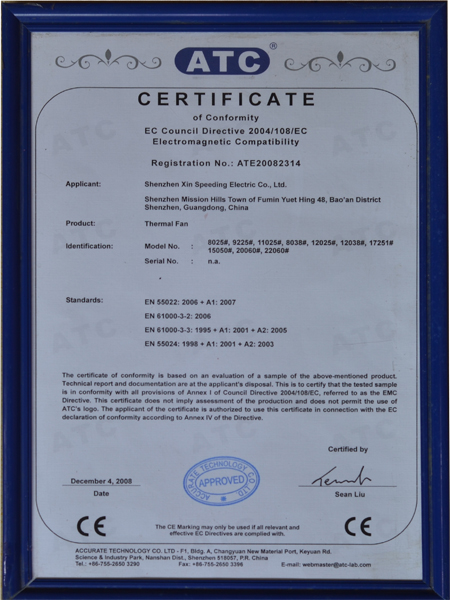 ATC®
CERTIFICATE
of Conformity
EC Council Directive 2004/108/EC
Electromagnetic Compatibility
Registration No.: ATE20082314
Applicant: Shenzhen Xin Speeding Electric Co., Ltd.
Shenzhen Mission Hills Town of Fumin Yuet Hing 48, Bao'an District
Shenzhen, Guangdong, China
Product: Thermal Fan
Identification: Model No. : 8025#, 9225#, 11025#, 8038#, 12025#, 12038#, 17251#
15050#, 20060#, 22060#
Serial No. : n.a.
Standards: EN 55022: 2006 + A1: 2007
EN 61000-3-2: 2006
EN 61000-3-3: 1995 + A1: 2001 + A2: 2005
EN 55024: 1998 + A1: 2001 + A2: 2003
The certificate of conformity is based on an evaluation of a sample of the above-mentioned product.
Technical report and documentation are at the applicant's disposal. This is to certify that the tested sample
is in conformity with all provisions of Annex I of Council Directive 2004/108/EC, referred to as the EMC
Directive. This certificate does not imply assessment of the production and does not permit the use of
ATC's logo. The applicant of the certificate is authorized to use this certificate in connection with the EC
declaration of conformity according to Annex IV of the Directive.
Certified by
ACCURATE TECHNOLOGY CO. LTD
APPROVED
December 4, 2008
Date
Sean Liu
CE
The CE Marking may only be used if all relevant and
effective EC Directives are complied with.
CE
ACCURATE TECHNOLOGY CO. LTD - F1, Bldg. A, Changyuan New Material Port, Keyuan Rd.
Science & Industry Park, Nanshan Dist., Shenzhen 518057, P.R. China
Tel.: +86-755-2650 3290 Fax.: +86-755-2650 3396 E-mail: webmaster@atc-lab.com